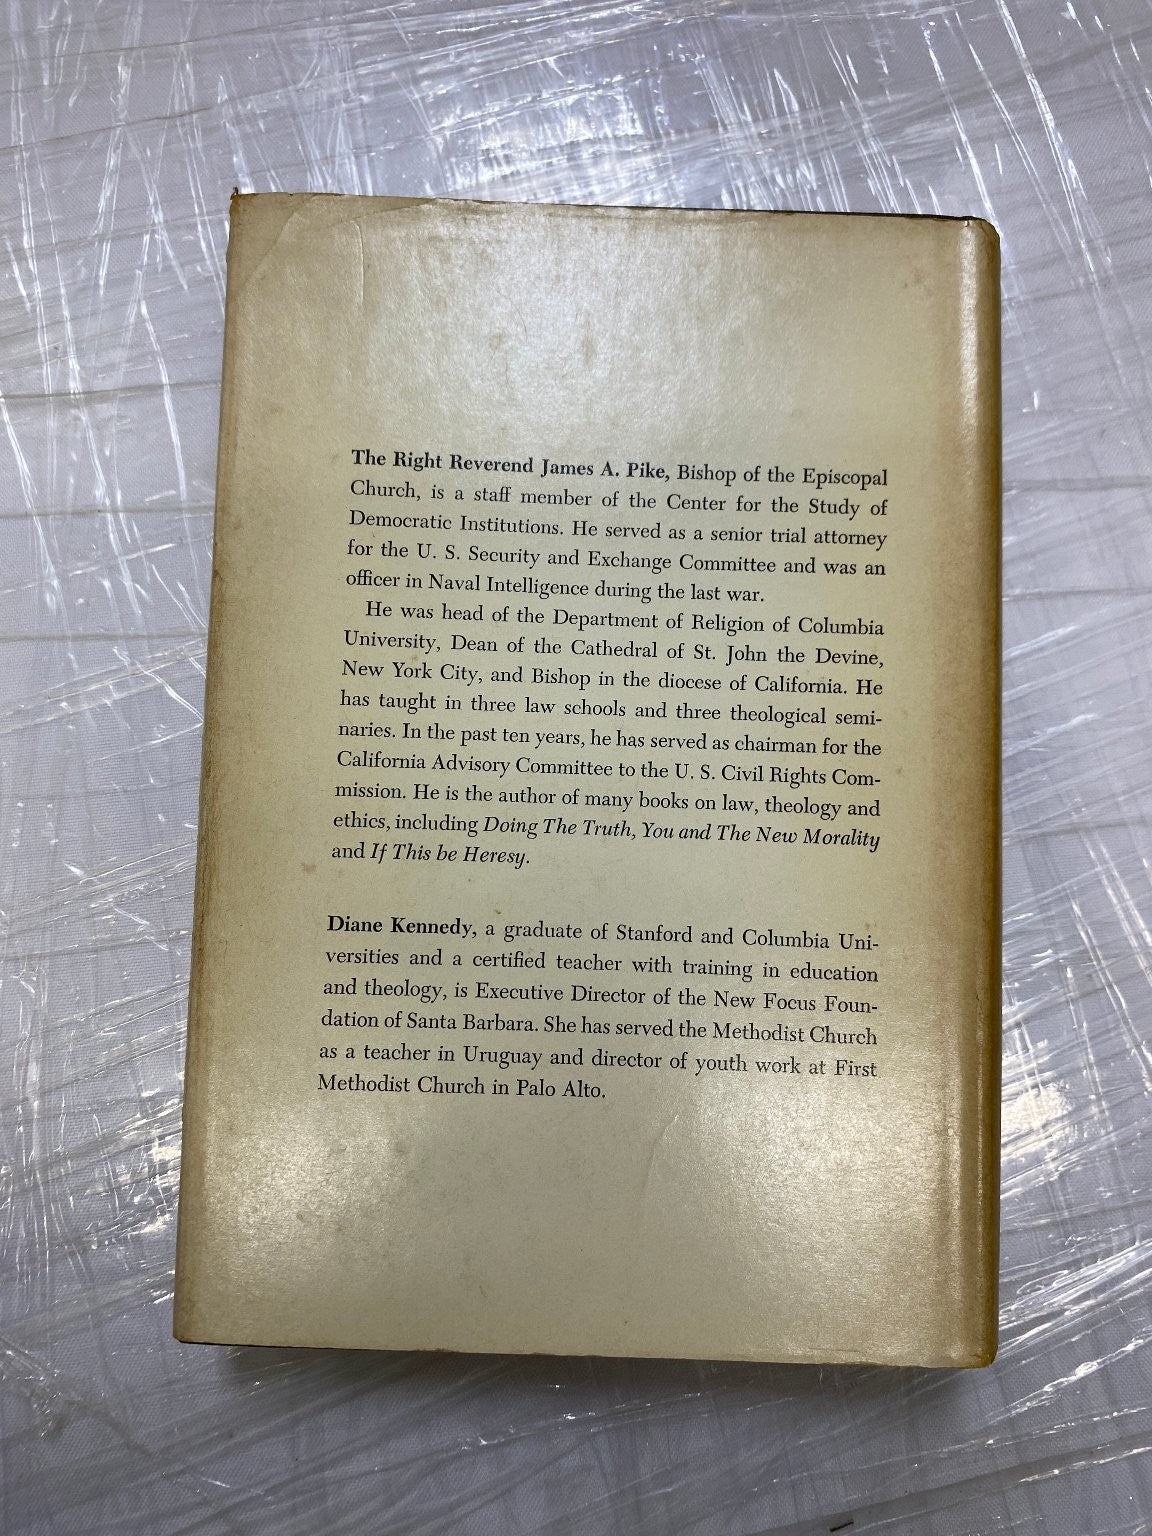 The Right Reverend James A. Pike, Bishop of the Episcopal
Church, is a staff member of the Center for the Study of
Democratic Institutions. He served as a senior trial attorney
for the U. S. Security and Exchange Committee and was an
officer in Naval Intelligence during the last war.
He was head of the Department of Religion of Columbia
University, Dean of the Cathedral of St. John the Devine,
New York City, and Bishop in the diocese of California. He
has taught in three law schools and three theological semi-
naries. In the past ten years, he has served as chairman for the
California Advisory Committee to the U. S. Civil Rights Com-
mission. He is the author of many books on law, theology and
ethics, including Doing The Truth, You and The New Morality
and If This be Heresy.
Diane Kennedy, a graduate of Stanford and Columbia Uni-
versities and a certified teacher with training in education
and theology, is Executive Director of the New Focus Foun-
dation of Santa Barbara. She has served the Methodist Church
as a teacher in Uruguay and director of youth work at First
Methodist Church in Palo Alto.